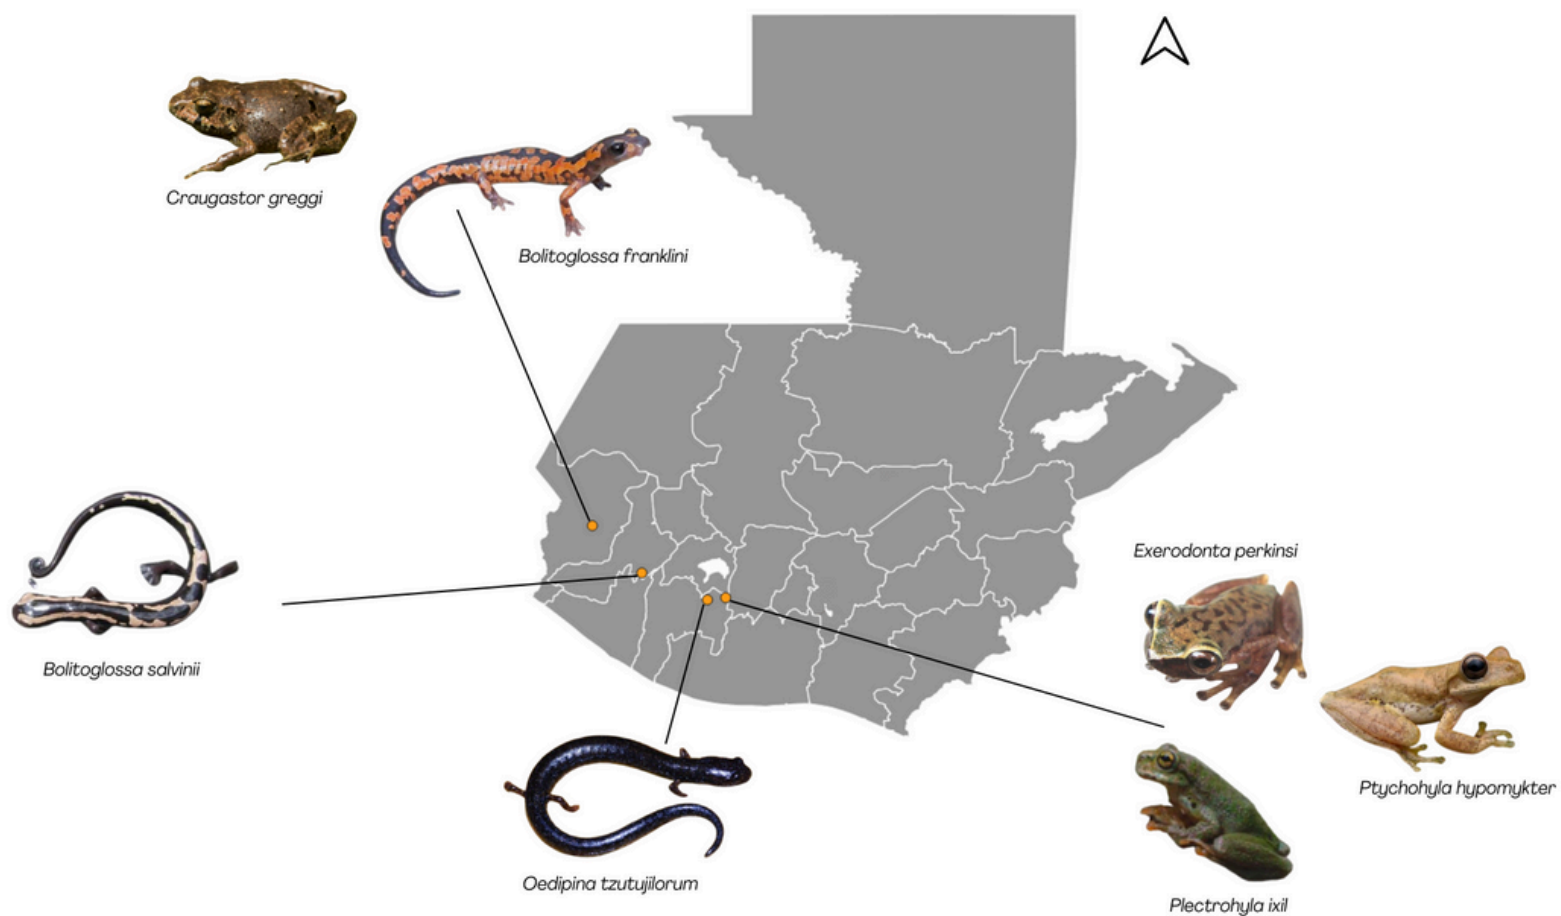 Craugastor greggi
Bolitoglossa franklini
Exerodonta perkinsi
Bolitoglossa salvinii
Ptychohyla hypomykter
Oedipina tzutujilorum
Plectrohyla ixil